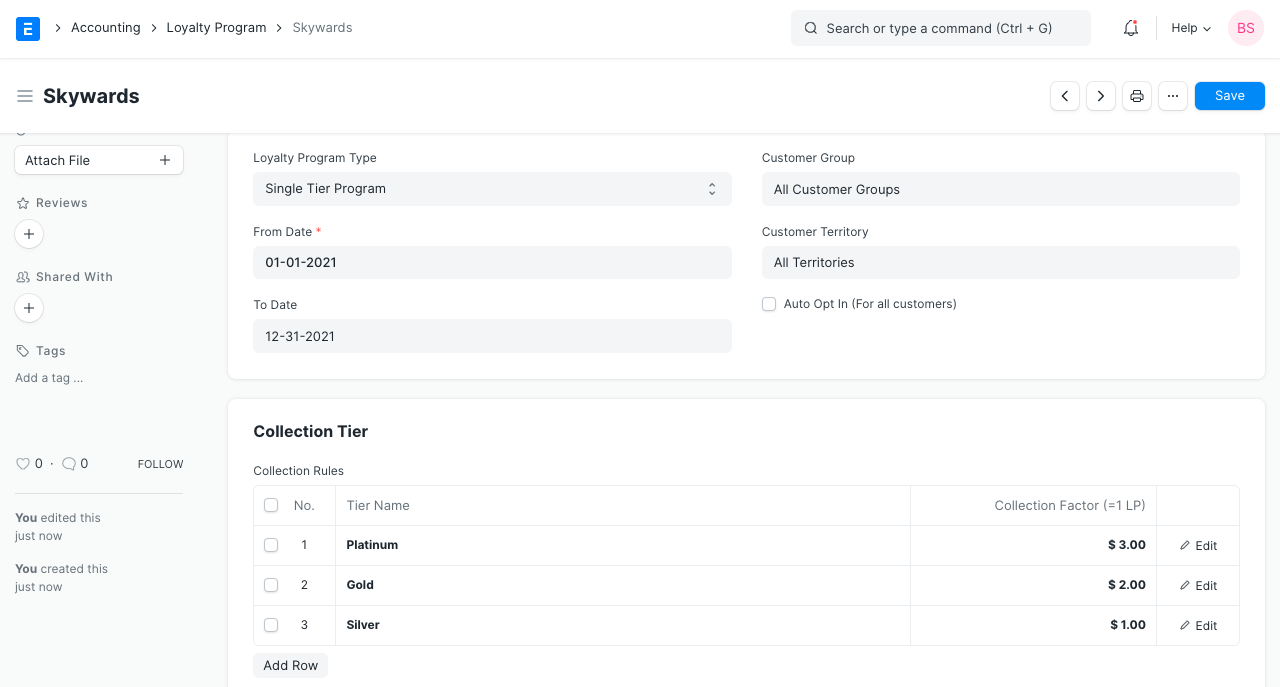 E Accounting Loyalty Program Skywards Search or type a command (Ctrl + G) Help BS
Skywards ... Save
Attach File
Reviews
Shared With
Tags
Add a tag ...
0 · 0 FOLLOW
You edited this
just now
You created this
just now
Loyalty Program Type
Single Tier Program
From Date *
01-01-2021
To Date
12-31-2021
Customer Group
All Customer Groups
Customer Territory
All Territories
Auto Opt In (For all customers)
Collection Tier
Collection Rules
No. Tier Name Collection Factor (=1 LP)
1 Platinum $ 3.00 Edit
2 Gold $ 2.00 Edit
3 Silver $ 1.00 Edit
Add Row